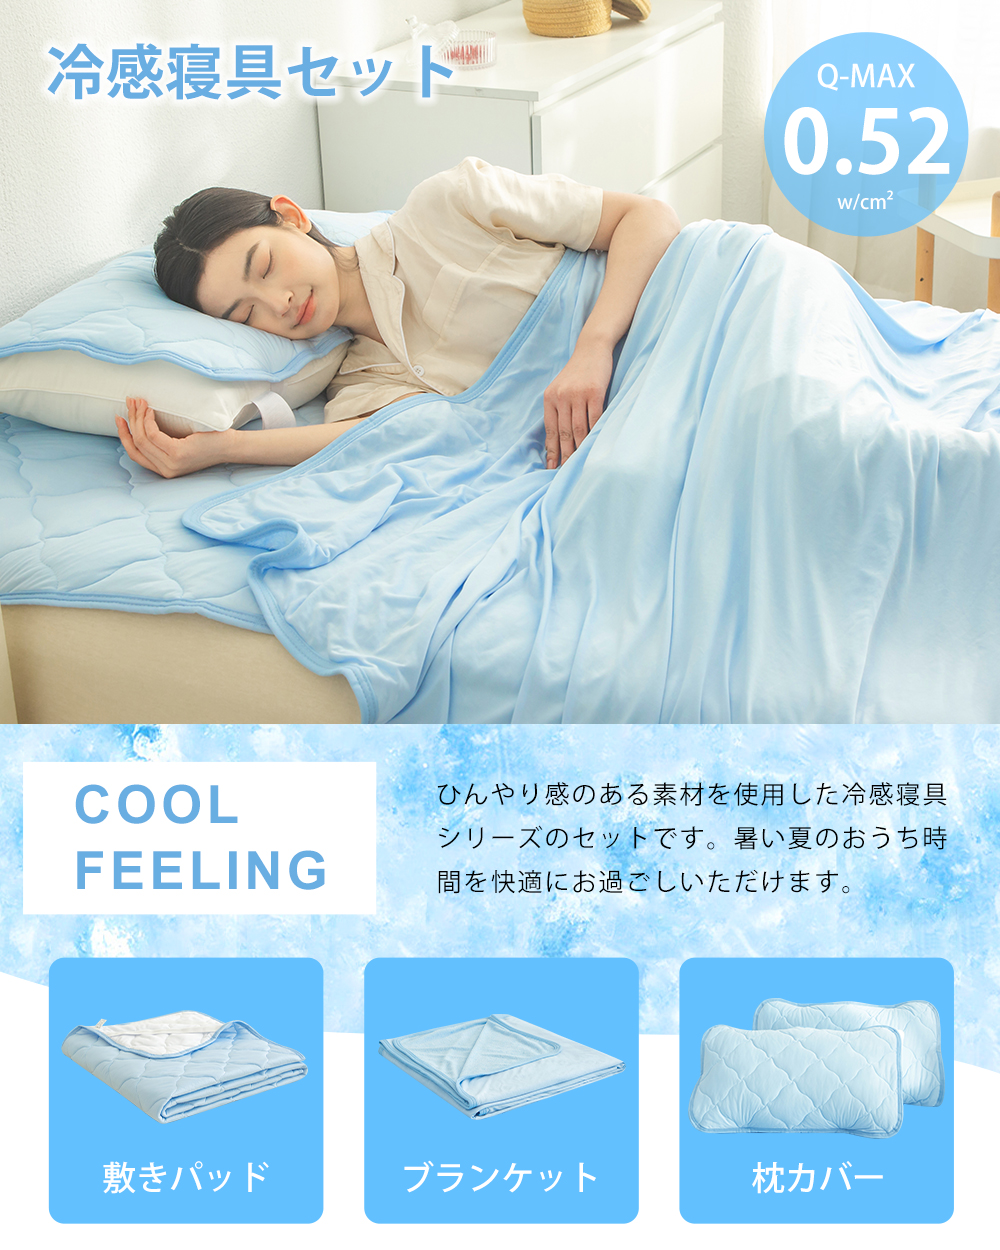 冷感寝具セット
Q-MAX
0.52
w/cm²
COOL
FEELING
ひんやり感のある素材を使用した冷感寝具
シリーズのセットです。暑い夏のおうち時
間を快適にお過ごしいただけます。
敷きパッド
ブランケット
枕カバー